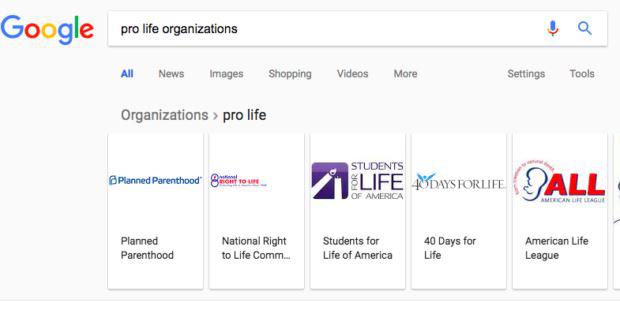 Google
pro life organizations
All News Images Shopping Videos More Settings Tools
Organizations > pro life
Planned Parenthood
national
RIGHT TO LIFE
STUDENTS
FOR
LIFE
OF AMERICA
40 DAYS FOR LIFE
ALL
AMERICAN LIFE LEAGUE
Planned
Parenthood
National Right
to Life Comm...
Students for
Life of America
40 Days for
Life
American Life
League